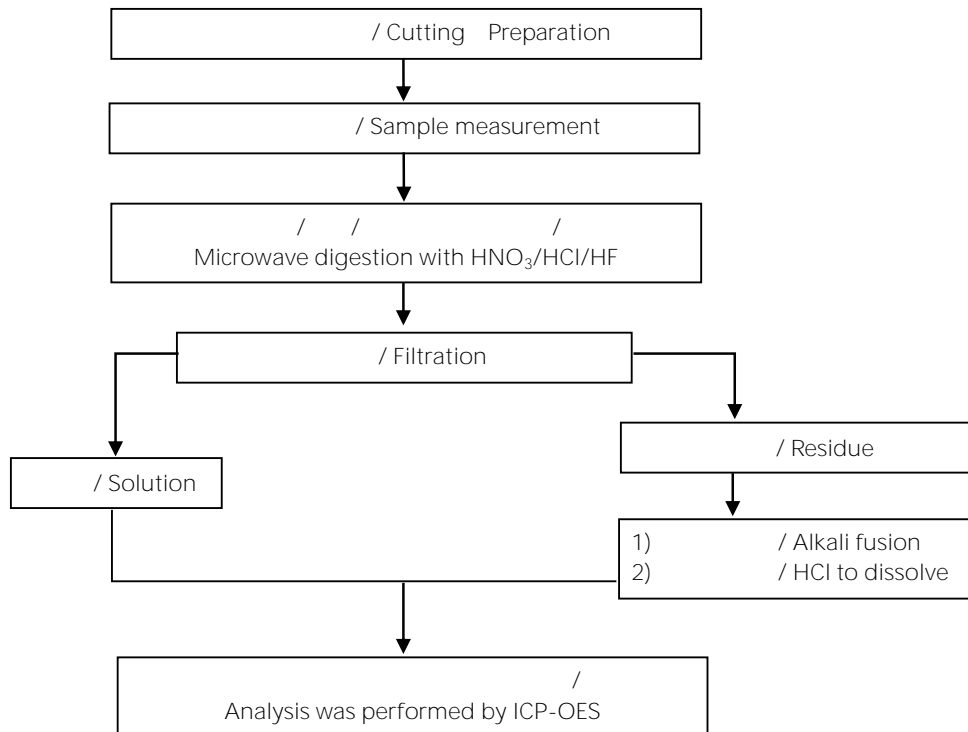 / Cutting Preparation
/ Sample measurement
/ / /
Microwave digestion with HNO₃/HCl/HF
/ Filtration
/ Residue
/ Solution
1) / Alkali fusion
2) / HCl to dissolve
/
Analysis was performed by ICP-OES